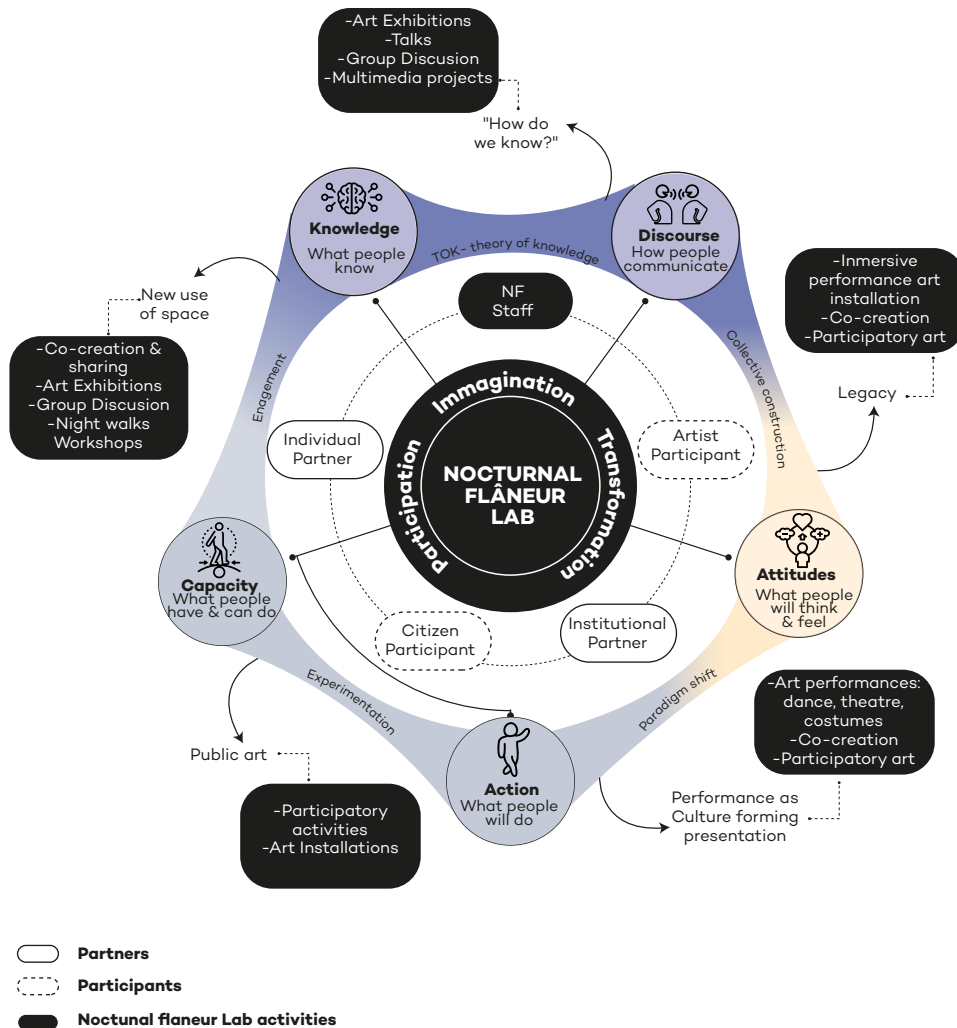 -Art Exhibitions
-Talks
-Group Discusion
-Multimedia projects
"How do
we know?"
Knowledge
What people
know
TOK- theory of knowledge
Discourse
How people
communicate
-Inmersive
performance art
installation
-Co-creation
-Participatory art
Legacy
New use
of space
-Co-creation &
sharing
-Art Exhibitions
-Group Discusion
-Night walks
Workshops
Enagement
Collective construction
NF
Staff
Individual
Partner
Artist
Participant
Immagination
Participation
Transformation
NOCTURNAL
FLÂNEUR
LAB
Capacity
What people
have & can do
Attitudes
What people
will think
& feel
Citizen
Participant
Institutional
Partner
Experimentation
Paradigm shift
Action
What people
will do
Public art
-Participatory
activities
-Art Installations
-Art performances:
dance, theatre,
costumes
-Co-creation
-Participatory art
Performance as
Culture forming
presentation
Partners
Participants
Noctunal flaneur Lab activities